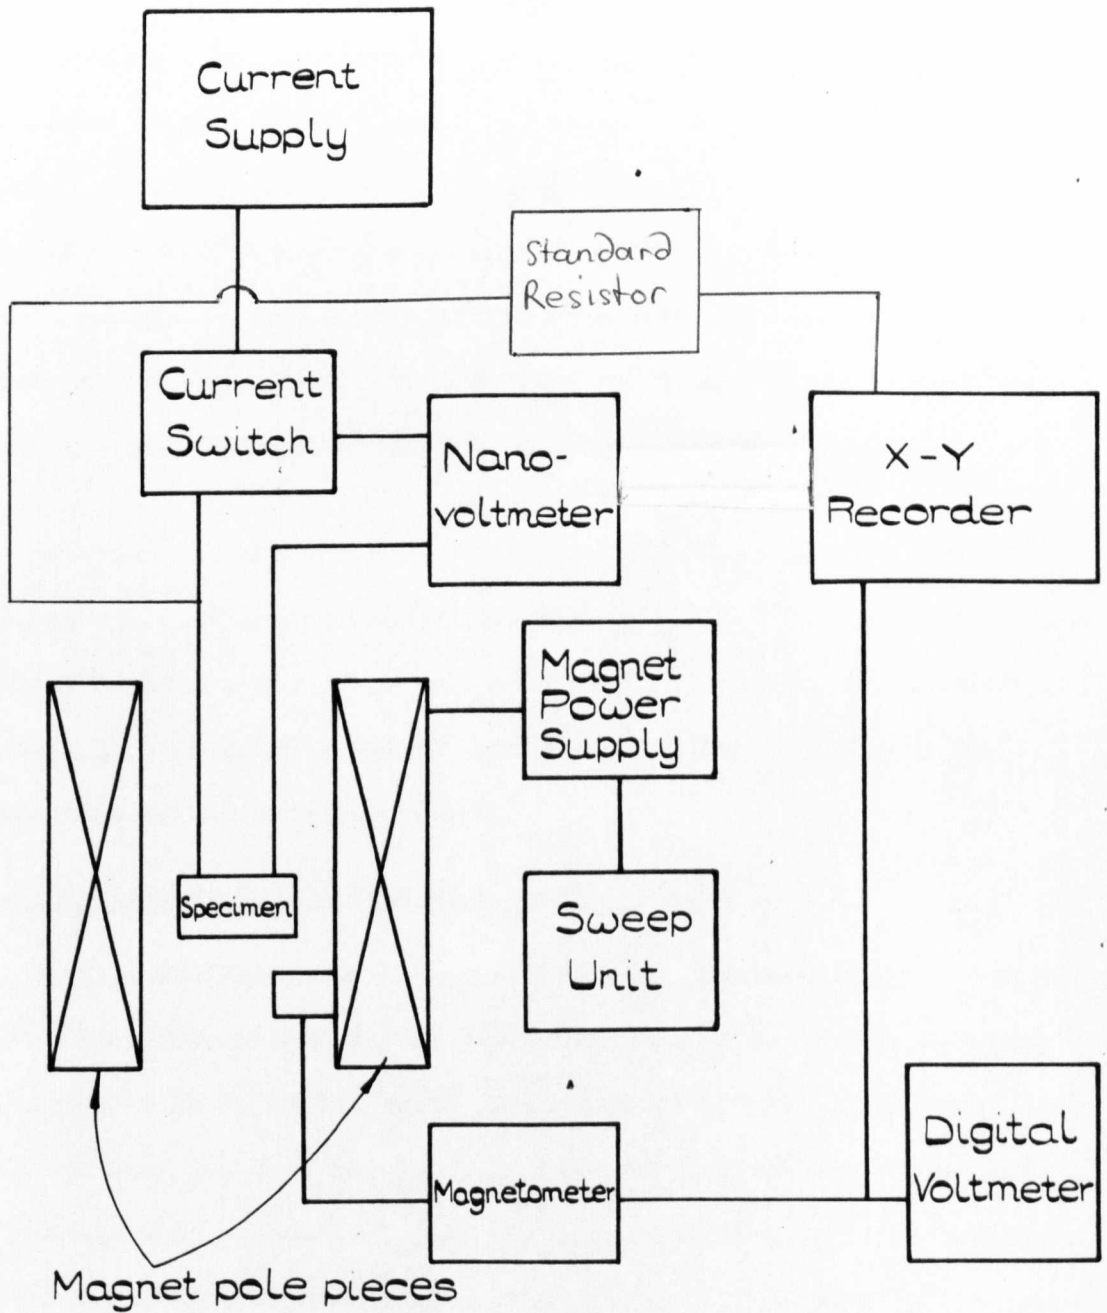 Current
Supply
Standard
Resistor
Current
Switch
Nano-
voltmeter
X-Y
Recorder
Magnet
Power
Supply
Specimen
Sweep
Unit
Magnetometer
Digital
Voltmeter
Magnet pole pieces